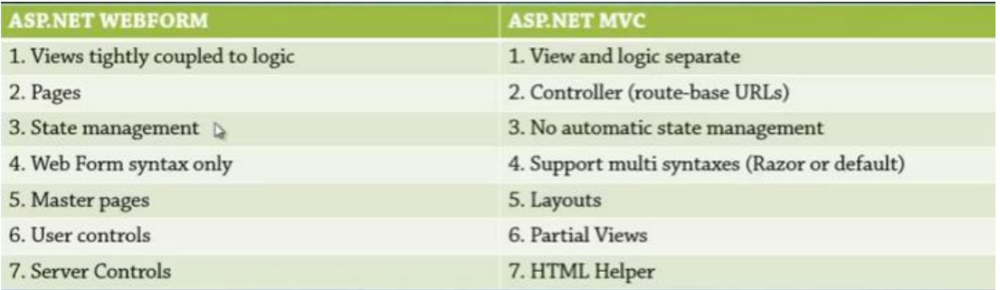 ASP.NET WEBFORM ASP.NET MVC
1. Views tightly coupled to logic 1. View and logic separate
2. Pages 2. Controller (route-base URLs)
3. State management 3. No automatic state management
4. Web Form syntax only 4. Support multi syntaxes (Razor or default)
5. Master pages 5. Layouts
6. User controls 6. Partial Views
7. Server Controls 7. HTML Helper